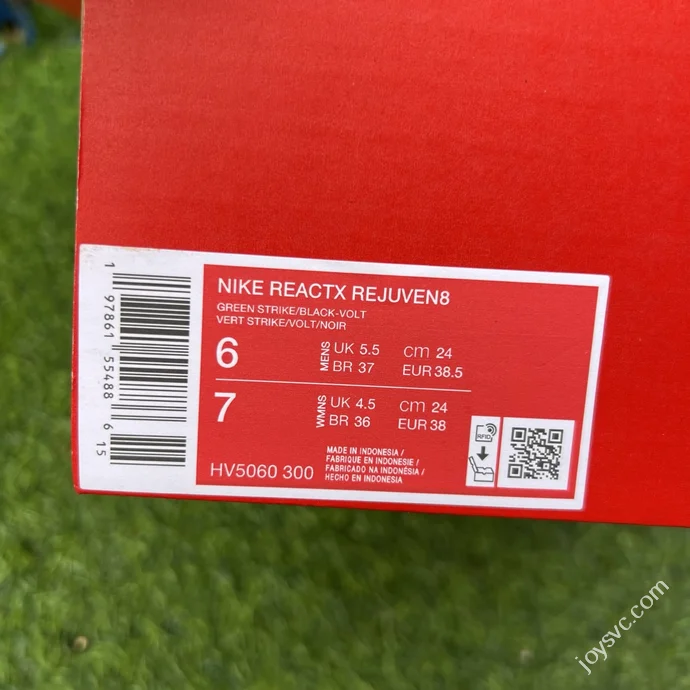 1 97861 55488 6 15
NIKE REACTX REJUVEN8
GREEN STRIKE/BLACK-VOLT
VERT STRIKE/VOLT/NOIR
6 MENS UK 5.5 cm 24
BR 37 EUR 38.5
7 WMNS UK 4.5 cm 24
BR 36 EUR 38
RFID
HV5060 300
MADE IN INDONESIA/
FABRIQUE EN INDONESIE/
FABRICADO NA INDONÉSIA/
HECHO EN INDONESIA
joysvc.com